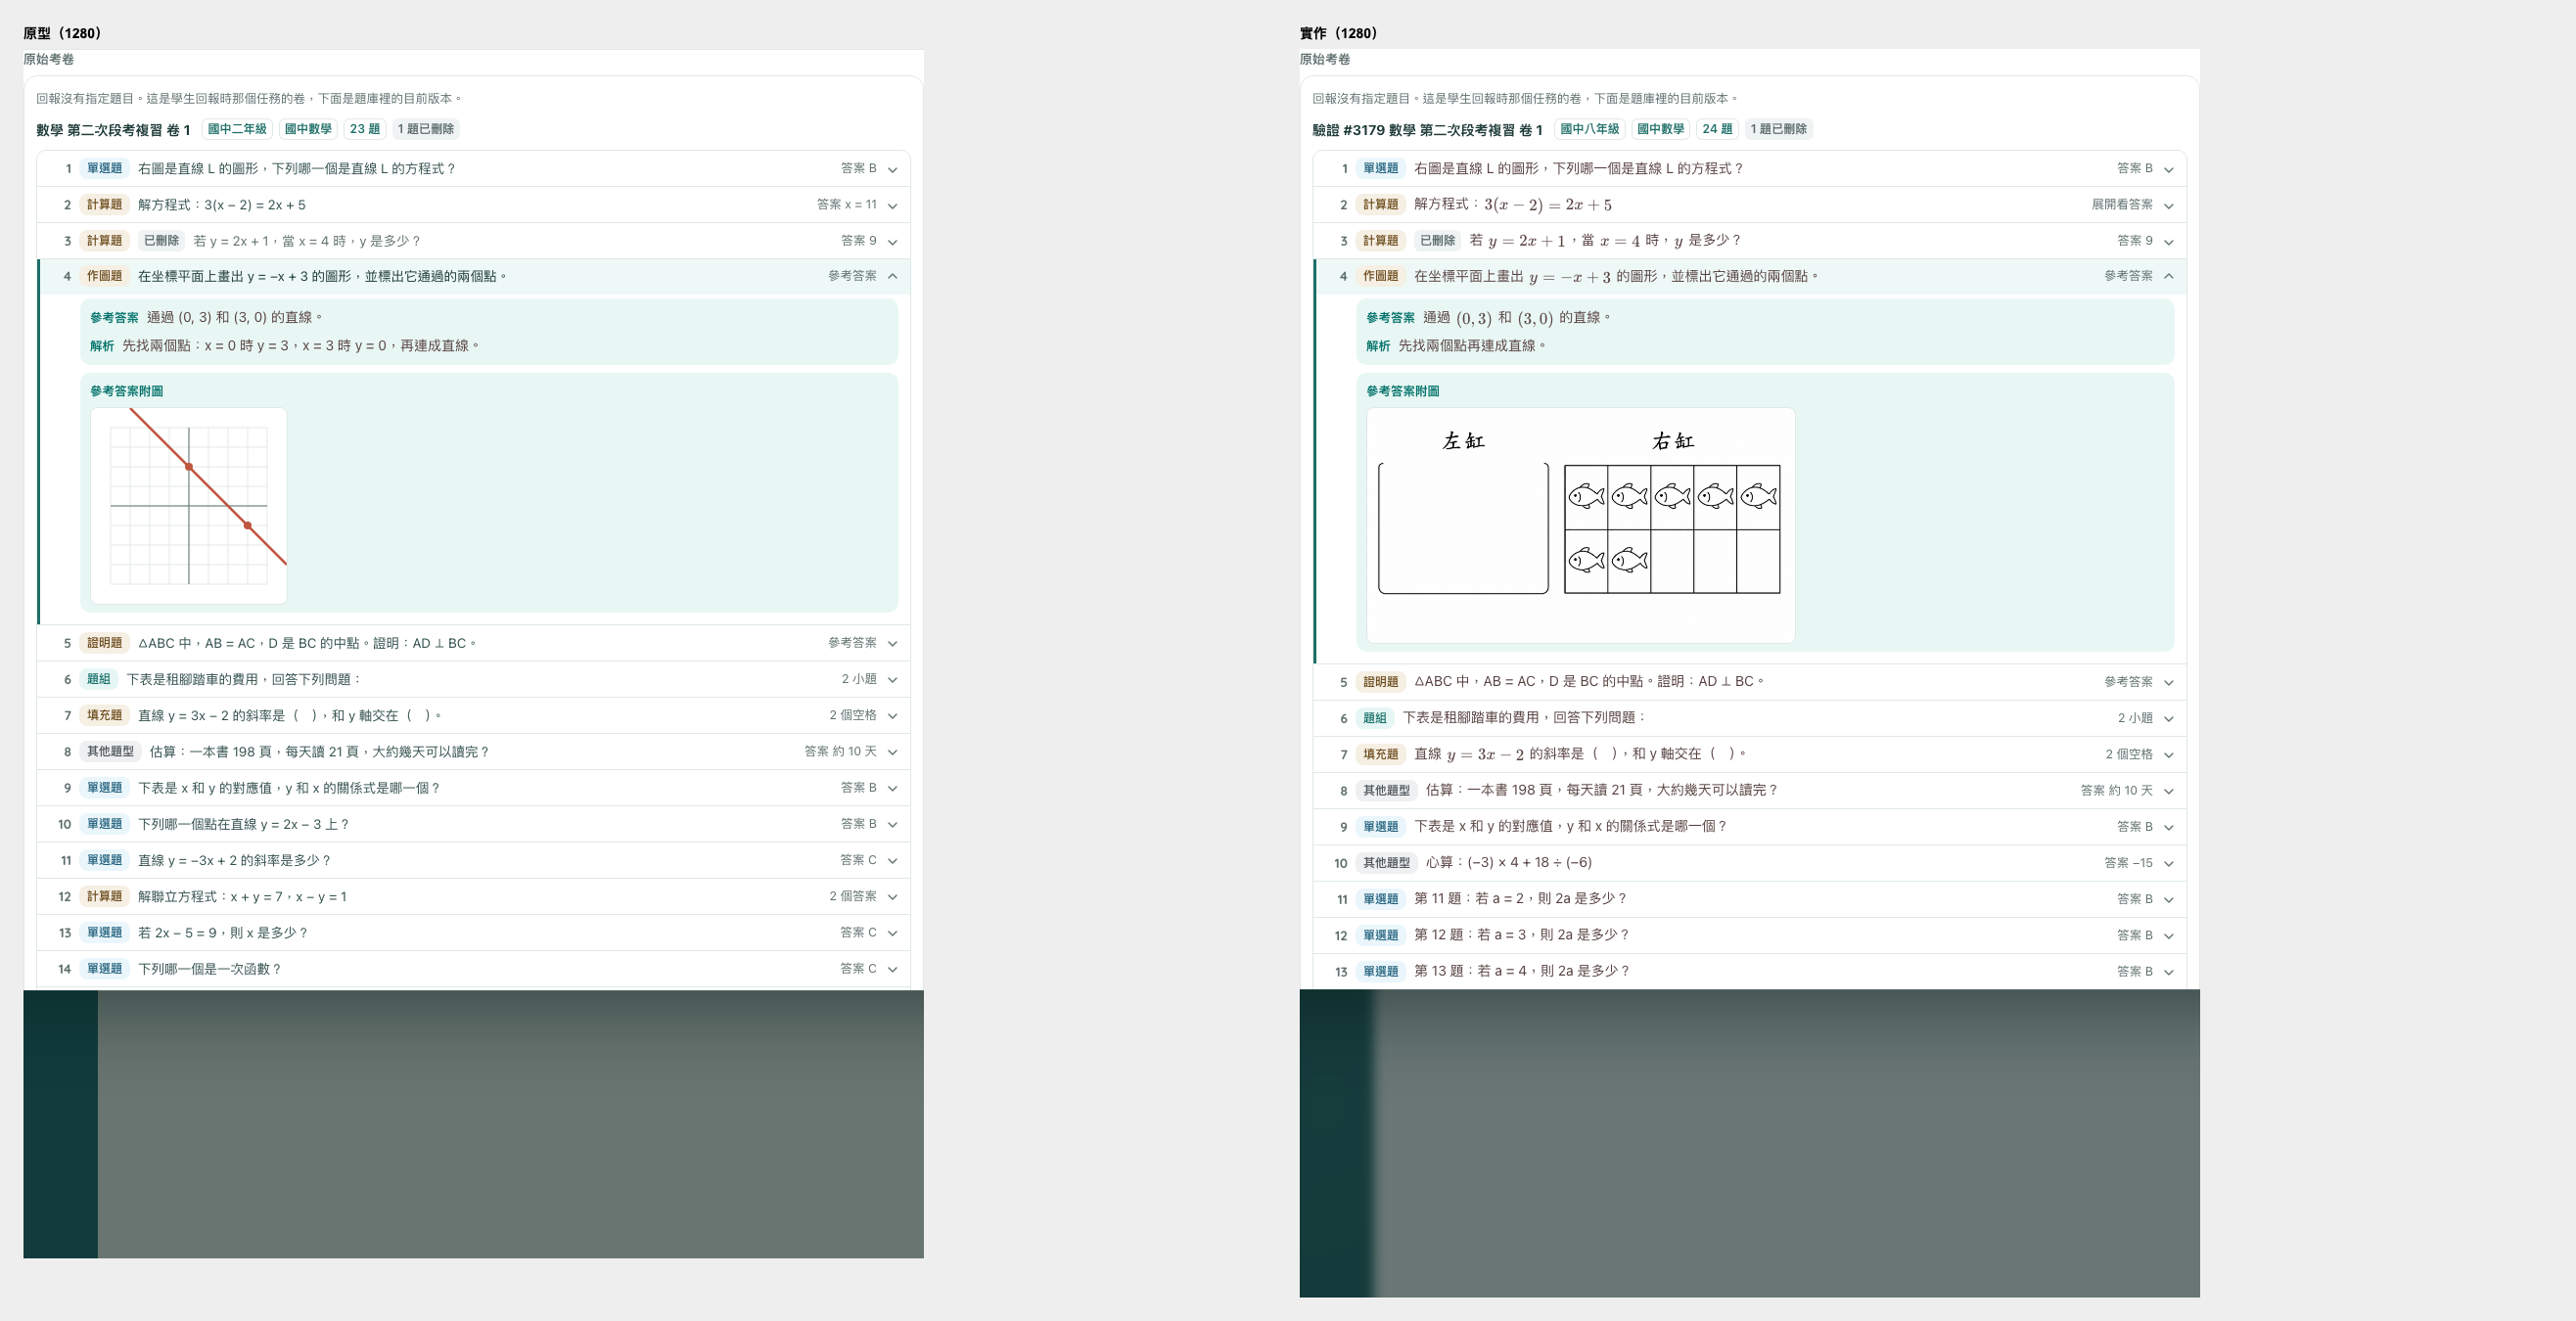 原型（1280）
原始考卷
回報沒有指定題目。這是學生回報時那個任務的卷，下面是題庫裡的目前版本。
數學 第二次段考複習 卷 1 國中二年級 國中數學 23 題 1 題已刪除
1 單選題 右圖是直線 L 的圖形，下列哪一個是直線 L 的方程式？ 答案 B
2 計算題 解方程式：3(x − 2) = 2x + 5 答案 x = 11
3 計算題 已刪除 若 y = 2x + 1，當 x = 4 時，y 是多少？ 答案 9
4 作圖題 在坐標平面上畫出 y = −x + 3 的圖形，並標出它通過的兩個點。 參考答案
參考答案 通過 (0, 3) 和 (3, 0) 的直線。
解析 先找兩個點：x = 0 時 y = 3，x = 3 時 y = 0，再連成直線。
參考答案附圖
5 證明題 △ABC 中，AB = AC，D 是 BC 的中點。證明：AD ⊥ BC。 參考答案
6 題組 下表是租腳踏車的費用，回答下列問題： 2 小題
7 填充題 直線 y = 3x − 2 的斜率是（　），和 y 軸交在（　）。 2 個空格
8 其他題型 估算：一本書 198 頁，每天讀 21 頁，大約幾天可以讀完？ 答案 約 10 天
9 單選題 下表是 x 和 y 的對應值，y 和 x 的關係式是哪一個？ 答案 B
10 單選題 下列哪一個點在直線 y = 2x − 3 上？ 答案 B
11 單選題 直線 y = −3x + 2 的斜率是多少？ 答案 C
12 計算題 解聯立方程式：x + y = 7，x − y = 1 2 個答案
13 單選題 若 2x − 5 = 9，則 x 是多少？ 答案 C
14 單選題 下列哪一個是一次函數？ 答案 C
實作（1280）
原始考卷
回報沒有指定題目。這是學生回報時那個任務的卷，下面是題庫裡的目前版本。
驗證 #3179 數學 第二次段考複習 卷 1 國中八年級 國中數學 24 題 1 題已刪除
1 單選題 右圖是直線 L 的圖形，下列哪一個是直線 L 的方程式？ 答案 B
2 計算題 解方程式：3(x − 2) = 2x + 5 展開看答案
3 計算題 已刪除 若 y = 2x + 1，當 x = 4 時，y 是多少？ 答案 9
4 作圖題 在坐標平面上畫出 y = −x + 3 的圖形，並標出它通過的兩個點。 參考答案
參考答案 通過 (0, 3) 和 (3, 0) 的直線。
解析 先找兩個點再連成直線。
參考答案附圖
左缸 右缸
5 證明題 △ABC 中，AB = AC，D 是 BC 的中點。證明：AD ⊥ BC。 參考答案
6 題組 下表是租腳踏車的費用，回答下列問題： 2 小題
7 填充題 直線 y = 3x − 2 的斜率是（　），和 y 軸交在（　）。 2 個空格
8 其他題型 估算：一本書 198 頁，每天讀 21 頁，大約幾天可以讀完？ 答案 約 10 天
9 單選題 下表是 x 和 y 的對應值，y 和 x 的關係式是哪一個？ 答案 B
10 其他題型 心算：(−3) × 4 + 18 ÷ (−6) 答案 −15
11 單選題 第 11 題：若 a = 2，則 2a 是多少？ 答案 B
12 單選題 第 12 題：若 a = 3，則 2a 是多少？ 答案 B
13 單選題 第 13 題：若 a = 4，則 2a 是多少？ 答案 B